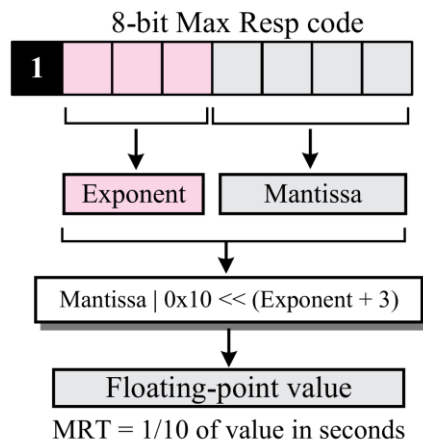 8-bit Max Resp code
1
Exponent Mantissa
Mantissa | 0x10 << (Exponent + 3)
Floating-point value
MRT = 1/10 of value in seconds